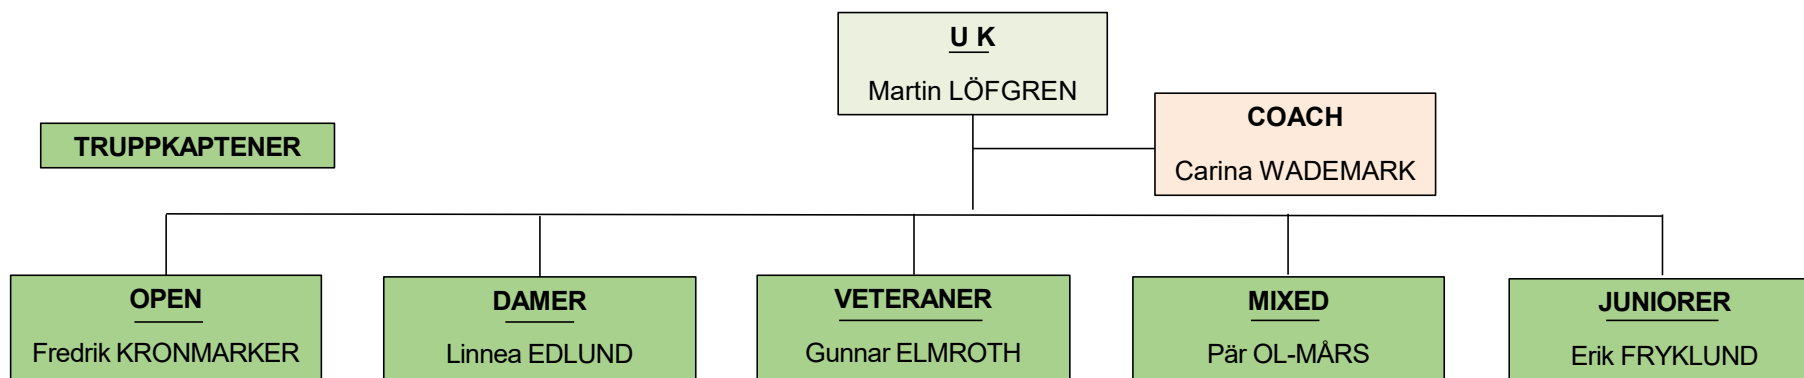 U K
Martin LÖFGREN
COACH
Carina WADEMARK
TRUPPKAPTENER
OPEN
Fredrik KRONMARKER
DAMER
Linnea EDLUND
VETERANER
Gunnar ELMROTH
MIXED
Pär OL-MÅRS
JUNIORER
Erik FRYKLUND